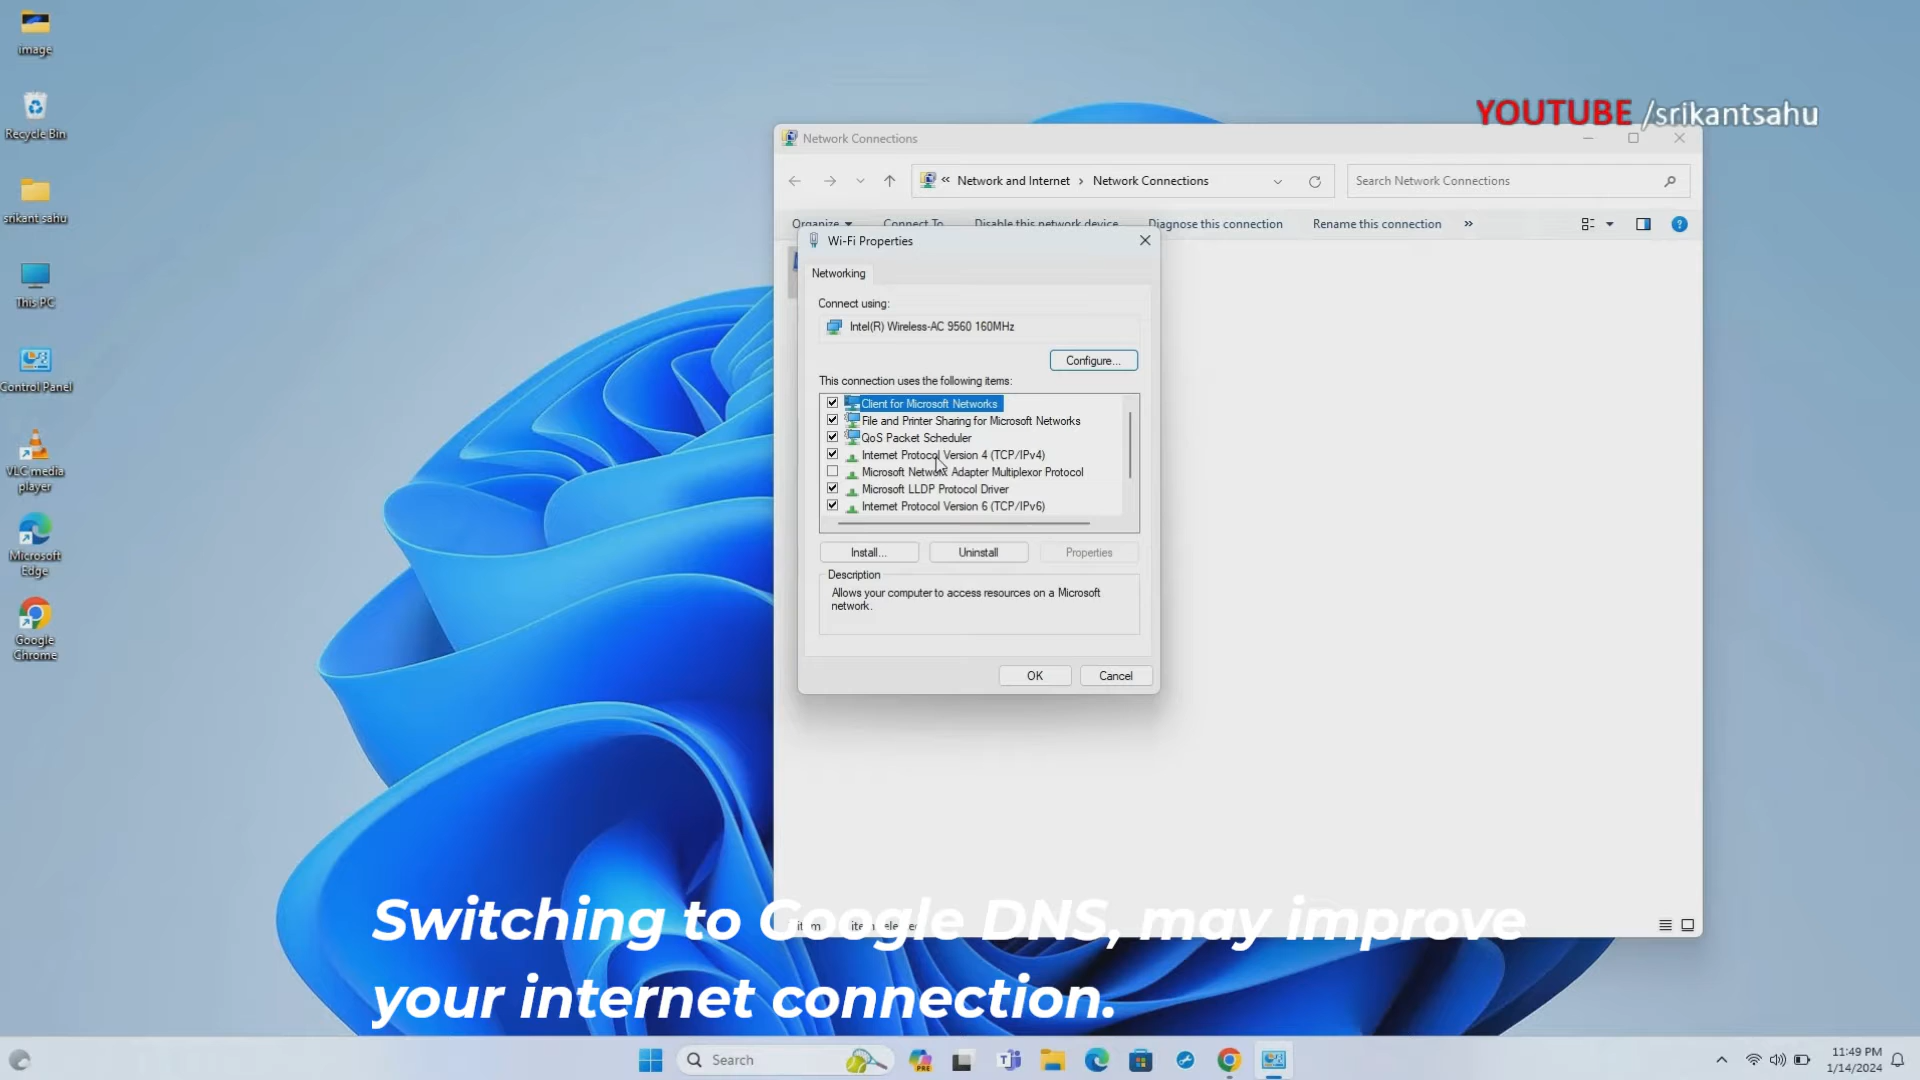 image
Recycle Bin
srikant sahu
This PC
Control Panel
VLC media
player
Microsoft
Edge
Google
Chrome
YOUTUBE /srikantsahu
Network Connections
« Network and Internet › Network Connections
Search Network Connections
Organize Connect To Disable this network device Diagnose this connection Rename this connection »
Wi-Fi Properties
Networking
Connect using:
Intel(R) Wireless-AC 9560 160MHz
Configure...
This connection uses the following items:
Client for Microsoft Networks
File and Printer Sharing for Microsoft Networks
QoS Packet Scheduler
Internet Protocol Version 4 (TCP/IPv4)
Microsoft Network Adapter Multiplexor Protocol
Microsoft LLDP Protocol Driver
Internet Protocol Version 6 (TCP/IPv6)
Install... Uninstall Properties
Description
Allows your computer to access resources on a Microsoft
network.
OK Cancel
Switching to Google DNS, may improve
your internet connection.
Search
PRE
11:49 PM
1/14/2024